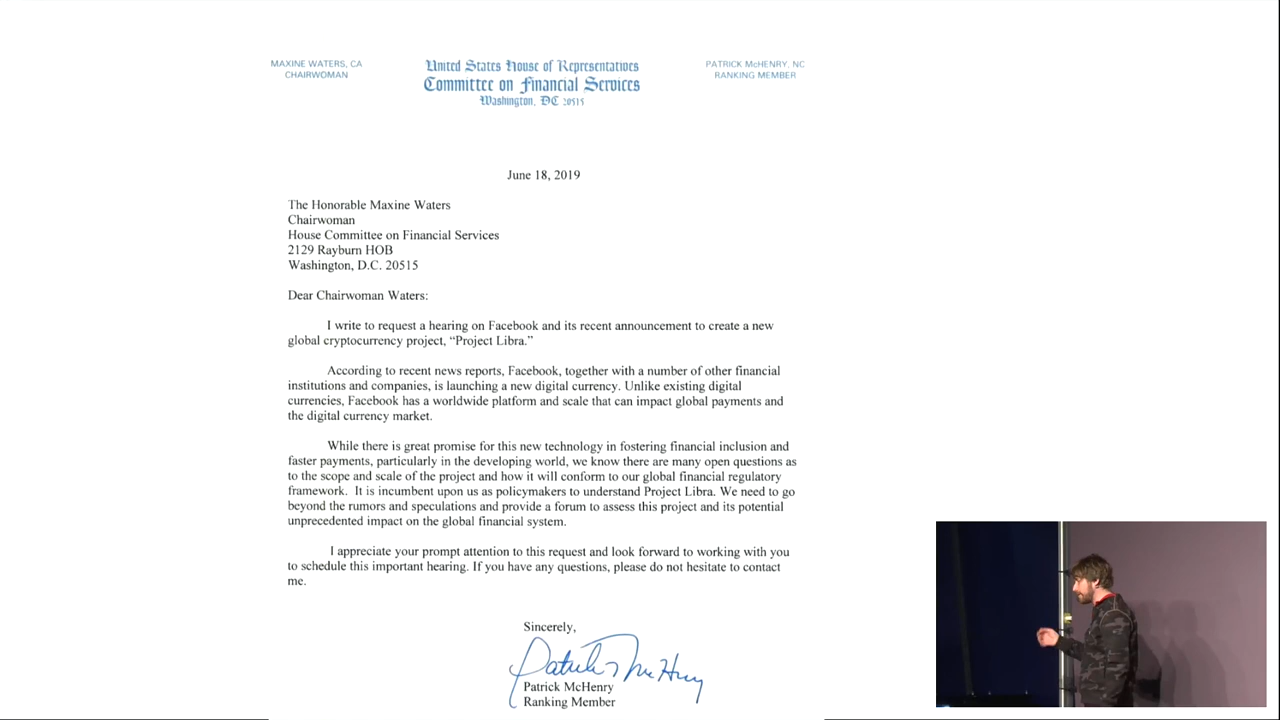 MAXINE WATERS, CA
CHAIRWOMAN
United States House of Representatives
Committee on Financial Services
Washington, DC 20515
PATRICK McHENRY, NC
RANKING MEMBER
June 18, 2019
The Honorable Maxine Waters
Chairwoman
House Committee on Financial Services
2129 Rayburn HOB
Washington, D.C. 20515
Dear Chairwoman Waters:
I write to request a hearing on Facebook and its recent announcement to create a new
global cryptocurrency project, “Project Libra.”
According to recent news reports, Facebook, together with a number of other financial
institutions and companies, is launching a new digital currency. Unlike existing digital
currencies, Facebook has a worldwide platform and scale that can impact global payments and
the digital currency market.
While there is great promise for this new technology in fostering financial inclusion and
faster payments, particularly in the developing world, we know there are many open questions as
to the scope and scale of the project and how it will conform to our global financial regulatory
framework. It is incumbent upon us as policymakers to understand Project Libra. We need to go
beyond the rumors and speculations and provide a forum to assess this project and its potential
unprecedented impact on the global financial system.
I appreciate your prompt attention to this request and look forward to working with you
to schedule this important hearing. If you have any questions, please do not hesitate to contact
me.
Sincerely,
Patrick McHenry
Patrick McHenry
Ranking Member